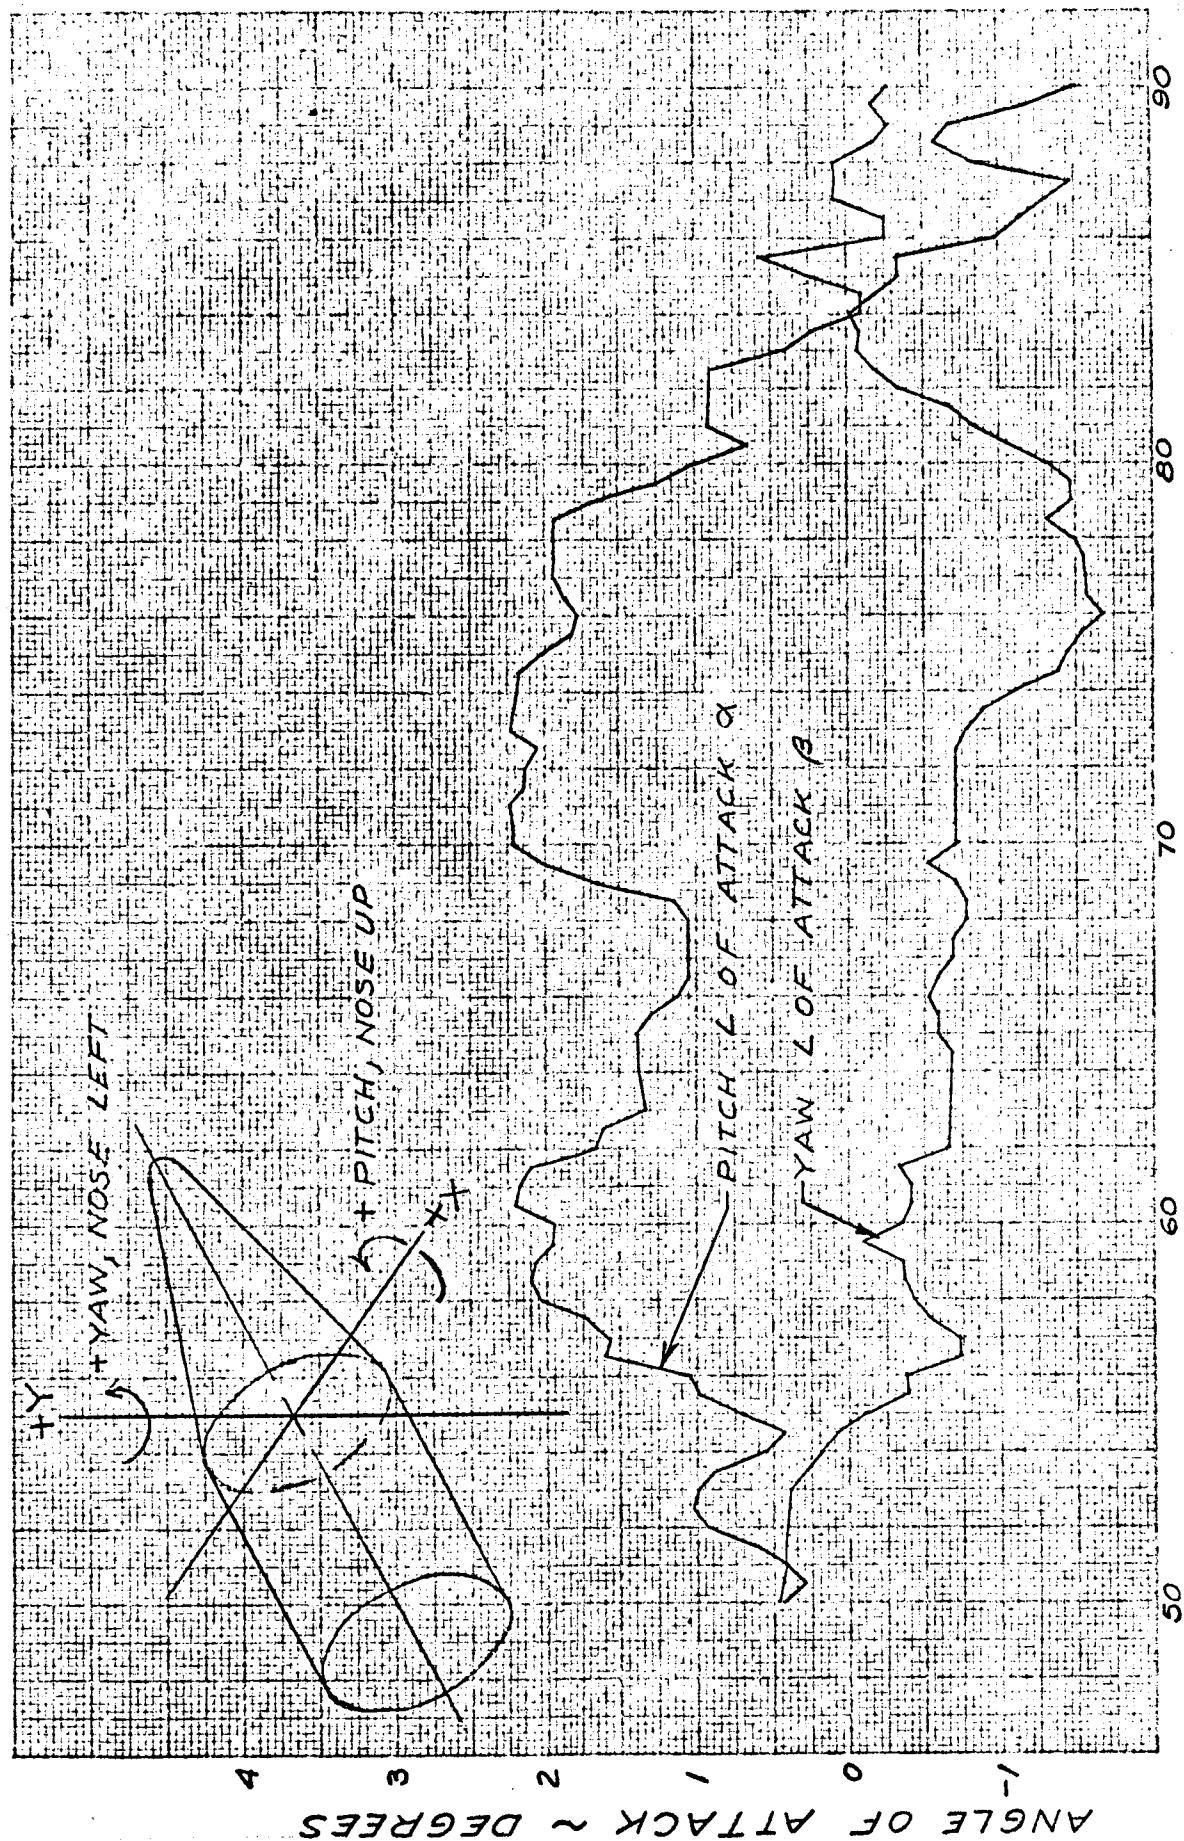 +Y
+YAW, NOSE LEFT
+ PITCH, NOSE UP
+X
PITCH ∠ OF ATTACK α
YAW ∠ OF ATTACK β
ANGLE OF ATTACK ~ DEGREES
4
3
2
1
0
-1
50
60
70
80
90